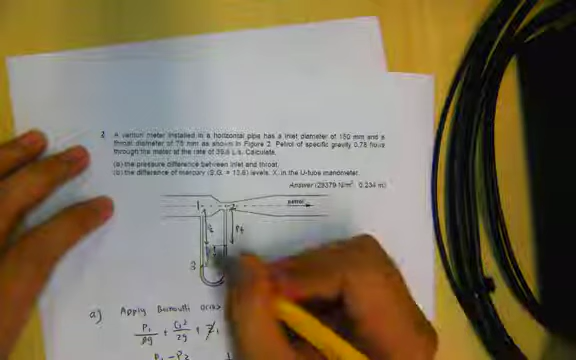 2 A venturi meter installed in a horizontal pipe has a inlet diameter of 150 mm and a
throat diameter of 75 mm as shown in Figure 2. Petrol of specific gravity 0.78 flows
through the meter at the rate of 39.6 L/s. Calculate,
(a) the pressure difference between inlet and throat.
(b) the difference of mercury (S.G. = 13.6) levels, X, in the U-tube manometer.
Answer (29379 N/m², 0.234 m)
1 2 petrol
3
a) Apply Bernoulli
P₁/ρg + C₁²/2g + Z₁
P₁ - P₂